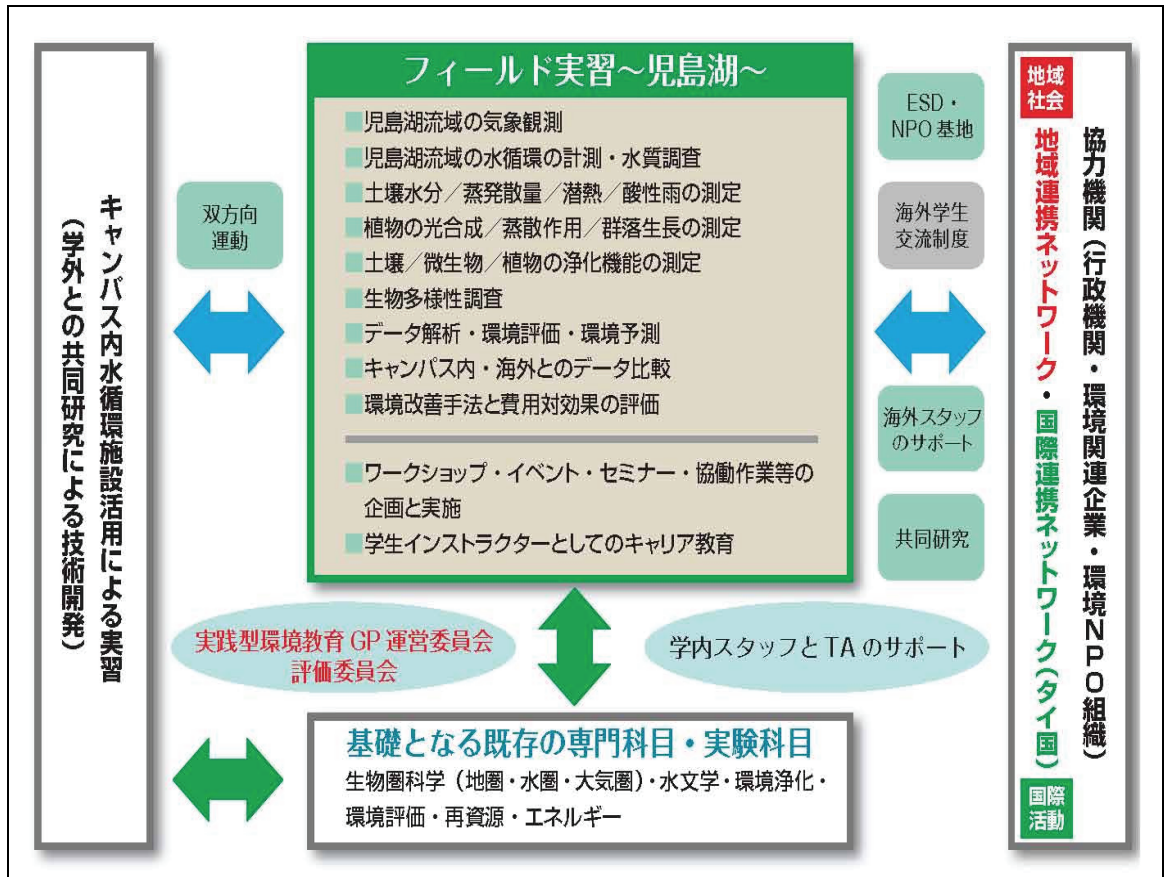 キャンパス内水循環施設活用による実習
(学外との共同研究による技術開発)
双方向
運動
フィールド実習～児島湖～
児島湖流域の気象観測
児島湖流域の水循環の計測・水質調査
土壌水分／蒸発散量／潜熱／酸性雨の測定
植物の光合成／蒸散作用／群落生長の測定
土壌／微生物／植物の浄化機能の測定
生物多様性調査
データ解析・環境評価・環境予測
キャンパス内・海外とのデータ比較
環境改善手法と費用対効果の評価
ワークショップ・イベント・セミナー・協働作業等の
企画と実施
学生インストラクターとしてのキャリア教育
ESD・
NPO基地
海外学生
交流制度
海外スタッフ
のサポート
共同研究
協力機関(行政機関・環境関連企業・環境NPO組織)
地域
社会
地域連携ネットワーク・国際連携ネットワーク(タイ国)
国際
活動
実践型環境教育GP運営委員会
評価委員会
学内スタッフとTAのサポート
基礎となる既存の専門科目・実験科目
生物圏科学（地圏・水圏・大気圏）・水文学・環境浄化・
環境評価・再資源・エネルギー